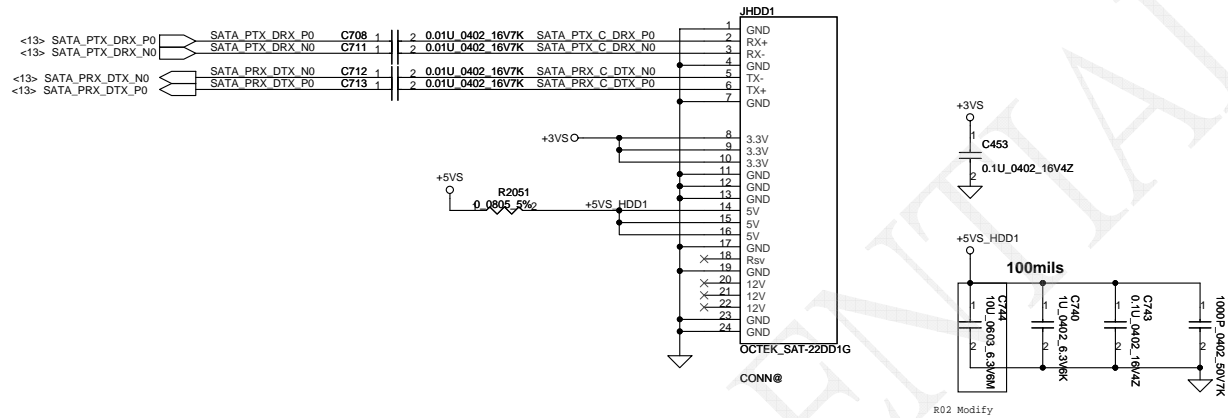 JHDD1
<13> SATA_PTX_DRX_P0 SATA_PTX_DRX_P0 C708 1 2 0.01U_0402_16V7K SATA_PTX_C_DRX_P0
<13> SATA_PTX_DRX_N0 SATA_PTX_DRX_N0 C711 1 2 0.01U_0402_16V7K SATA_PTX_C_DRX_N0
<13> SATA_PRX_DTX_N0 SATA_PRX_DTX_N0 C712 1 2 0.01U_0402_16V7K SATA_PRX_C_DTX_N0
<13> SATA_PRX_DTX_P0 SATA_PRX_DTX_P0 C713 1 2 0.01U_0402_16V7K SATA_PRX_C_DTX_P0
1 GND
2 RX+
3 RX-
4 GND
5 TX-
6 TX+
7 GND
+3VS
8 3.3V
9 3.3V
10 3.3V
11 GND
12 GND
13 GND
+5VS
R2051
1 2
0_0805_5%
+5VS_HDD1
14 5V
15 5V
16 5V
17 GND
18 Rsv
19 GND
20 12V
21 12V
22 12V
23 GND
24 GND
OCTEK_SAT-22DD1G
CONN@
+3VS
1
C453
0.1U_0402_16V4Z
2
+5VS_HDD1
100mils
1 2
C744
10U_0603_6.3V6M
1 2
C740
1U_0402_6.3V6K
1 2
C743
0.1U_0402_16V4Z
1 2
1000P_0402_50V7K
R02 Modify